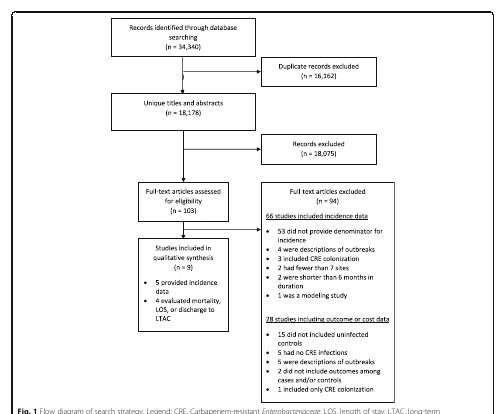 Records identified through database
searching
(n = 34,340)
Duplicate records excluded
(n = 16,162)
Unique titles and abstracts
(n = 18,178)
Records excluded
(n = 18,075)
Full-text articles assessed
for eligibility
(n = 103)
Full-text articles excluded
(n = 94)
66 studies included incidence data
• 53 did not provide denominator for
incidence
• 4 were descriptions of outbreaks
• 3 included CRE colonization
• 2 had fewer than 7 sites
• 2 were shorter than 6 months in
duration
• 1 was a modeling study
28 studies including outcome or cost data
• 15 did not included uninfected
controls
• 5 had no CRE infections
• 5 were descriptions of outbreaks
• 2 did not include outcomes among
cases and/or controls
• 1 included only CRE colonization
Studies included in
qualitative synthesis
(n = 9)
• 5 provided incidence
data
• 4 evaluated mortality,
LOS, or discharge to
LTAC
Fig. 1 Flow diagram of search strategy. Legend: CRE, Carbapenem-resistant Enterobacteriaceae; LOS, length of stay; LTAC, long-term